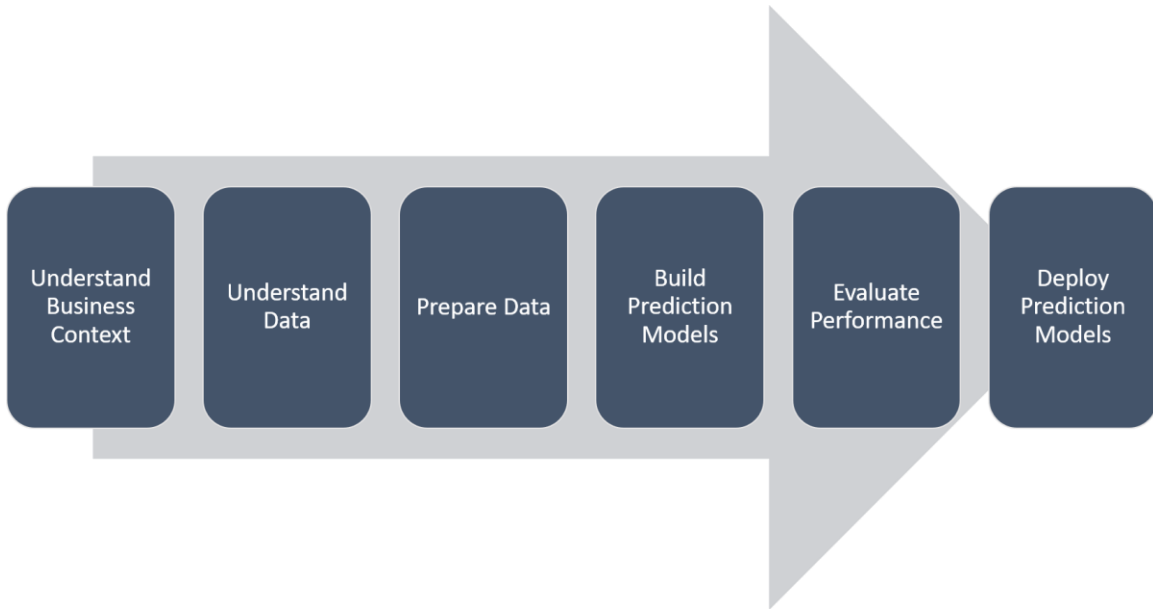 Understand
Business
Context
Understand
Data
Prepare Data
Build
Prediction
Models
Evaluate
Performance
Deploy
Prediction
Models